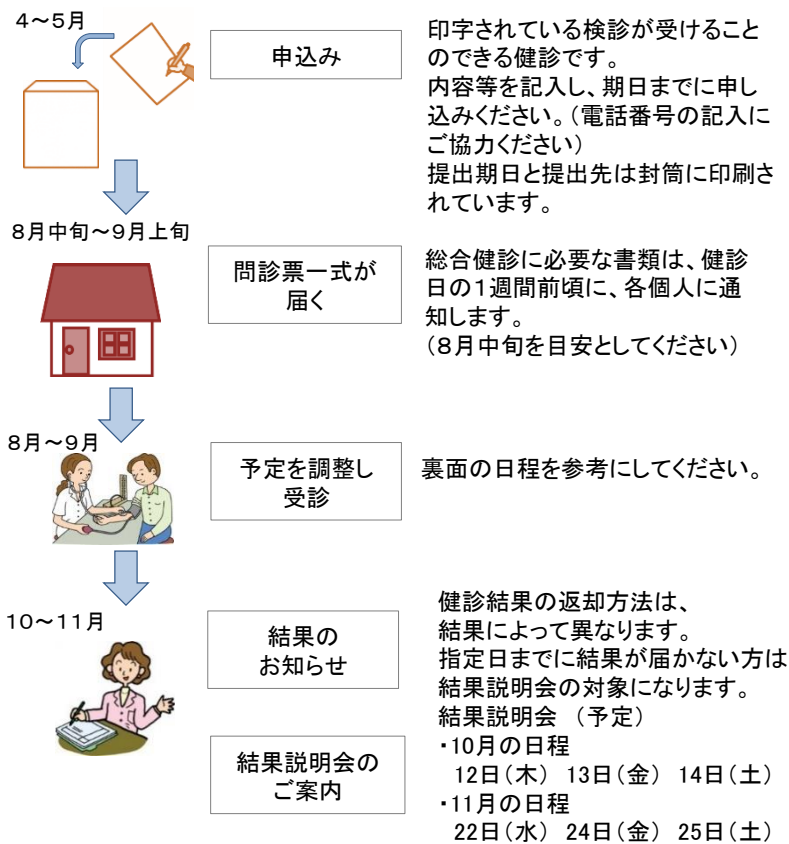 4～5月
申込み
印字されている検診が受けること
のできる健診です。
内容等を記入し、期日までに申し
込みください。（電話番号の記入に
ご協力ください）
提出期日と提出先は封筒に印刷さ
れています。
8月中旬～9月上旬
問診票一式が
届く
総合健診に必要な書類は、健診
日の1週間前頃に、各個人に通
知します。
（8月中旬を目安としてください）
8月～9月
予定を調整し
受診
裏面の日程を参考にしてください。
10～11月
結果の
お知らせ
健診結果の返却方法は、
結果によって異なります。
指定日までに結果が届かない方は
結果説明会の対象になります。
結果説明会の
ご案内
結果説明会 （予定）
・10月の日程
12日（木） 13日（金） 14日（土）
・11月の日程
22日（水） 24日（金） 25日（土）